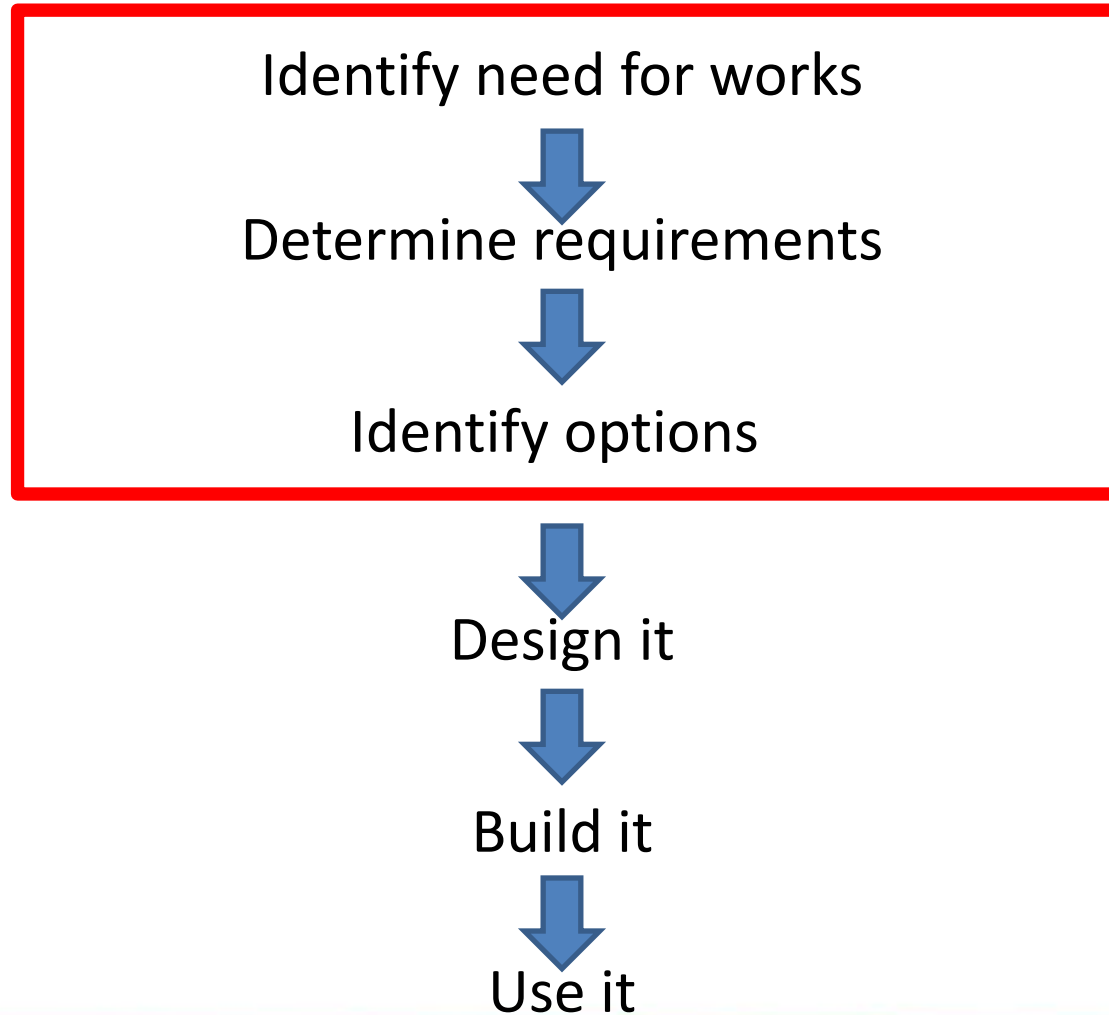 Identify need for works
Determine requirements
Identify options
Design it
Build it
Use it